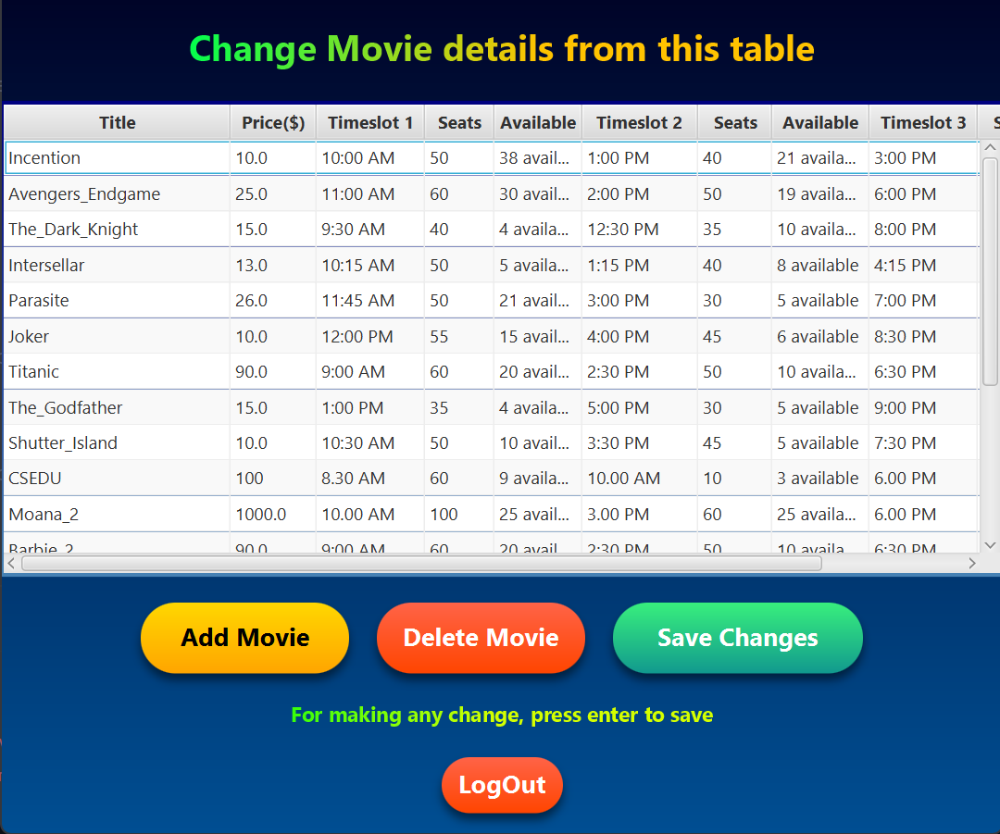 Change Movie details from this table
Title Price($) Timeslot 1 Seats Available Timeslot 2 Seats Available Timeslot 3
Incention 10.0 10:00 AM 50 38 avail... 1:00 PM 40 21 availa... 3:00 PM
Avengers_Endgame 25.0 11:00 AM 60 30 avail... 2:00 PM 50 19 availa... 6:00 PM
The_Dark_Knight 15.0 9:30 AM 40 4 availa... 12:30 PM 35 10 availa... 8:00 PM
Intersellar 13.0 10:15 AM 50 5 availa... 1:15 PM 40 8 available 4:15 PM
Parasite 26.0 11:45 AM 50 21 avail... 3:00 PM 30 5 available 7:00 PM
Joker 10.0 12:00 PM 55 15 avail... 4:00 PM 45 6 available 8:30 PM
Titanic 90.0 9:00 AM 60 20 avail... 2:30 PM 50 10 availa... 6:30 PM
The_Godfather 15.0 1:00 PM 35 4 availa... 5:00 PM 30 5 available 9:00 PM
Shutter_Island 10.0 10:30 AM 50 10 avail... 3:30 PM 45 5 available 7:30 PM
CSEDU 100 8.30 AM 60 9 availa... 10.00 AM 10 3 available 6.00 PM
Moana_2 1000.0 10.00 AM 100 25 avail... 3.00 PM 60 25 availa... 6.00 PM
Barbie_2 90.0 9:00 AM 60 20 avail... 2:30 PM 50 10 availa... 6:30 PM
Add Movie Delete Movie Save Changes
For making any change, press enter to save
LogOut